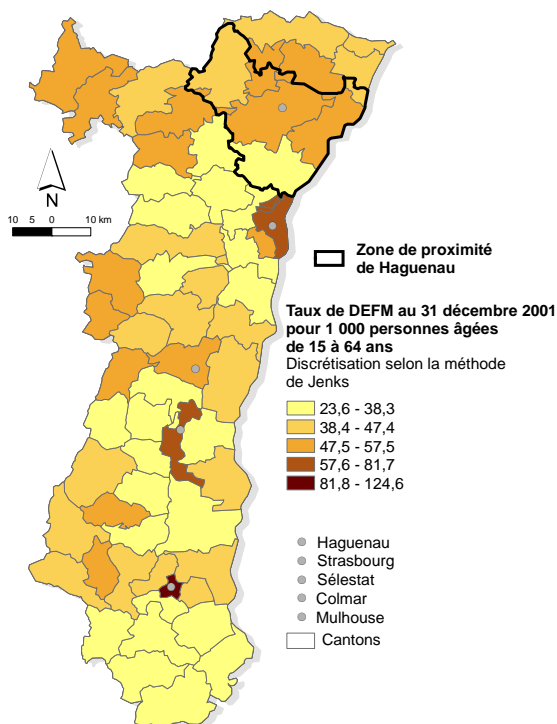 N
10 5 0 10 km
Zone de proximité
de Haguenau
Taux de DEFM au 31 décembre 2001
pour 1 000 personnes âgées
de 15 à 64 ans
Discrétisation selon la méthode
de Jenks
23,6 - 38,3
38,4 - 47,4
47,5 - 57,5
57,6 - 81,7
81,8 - 124,6
Haguenau
Strasbourg
Sélestat
Colmar
Mulhouse
Cantons